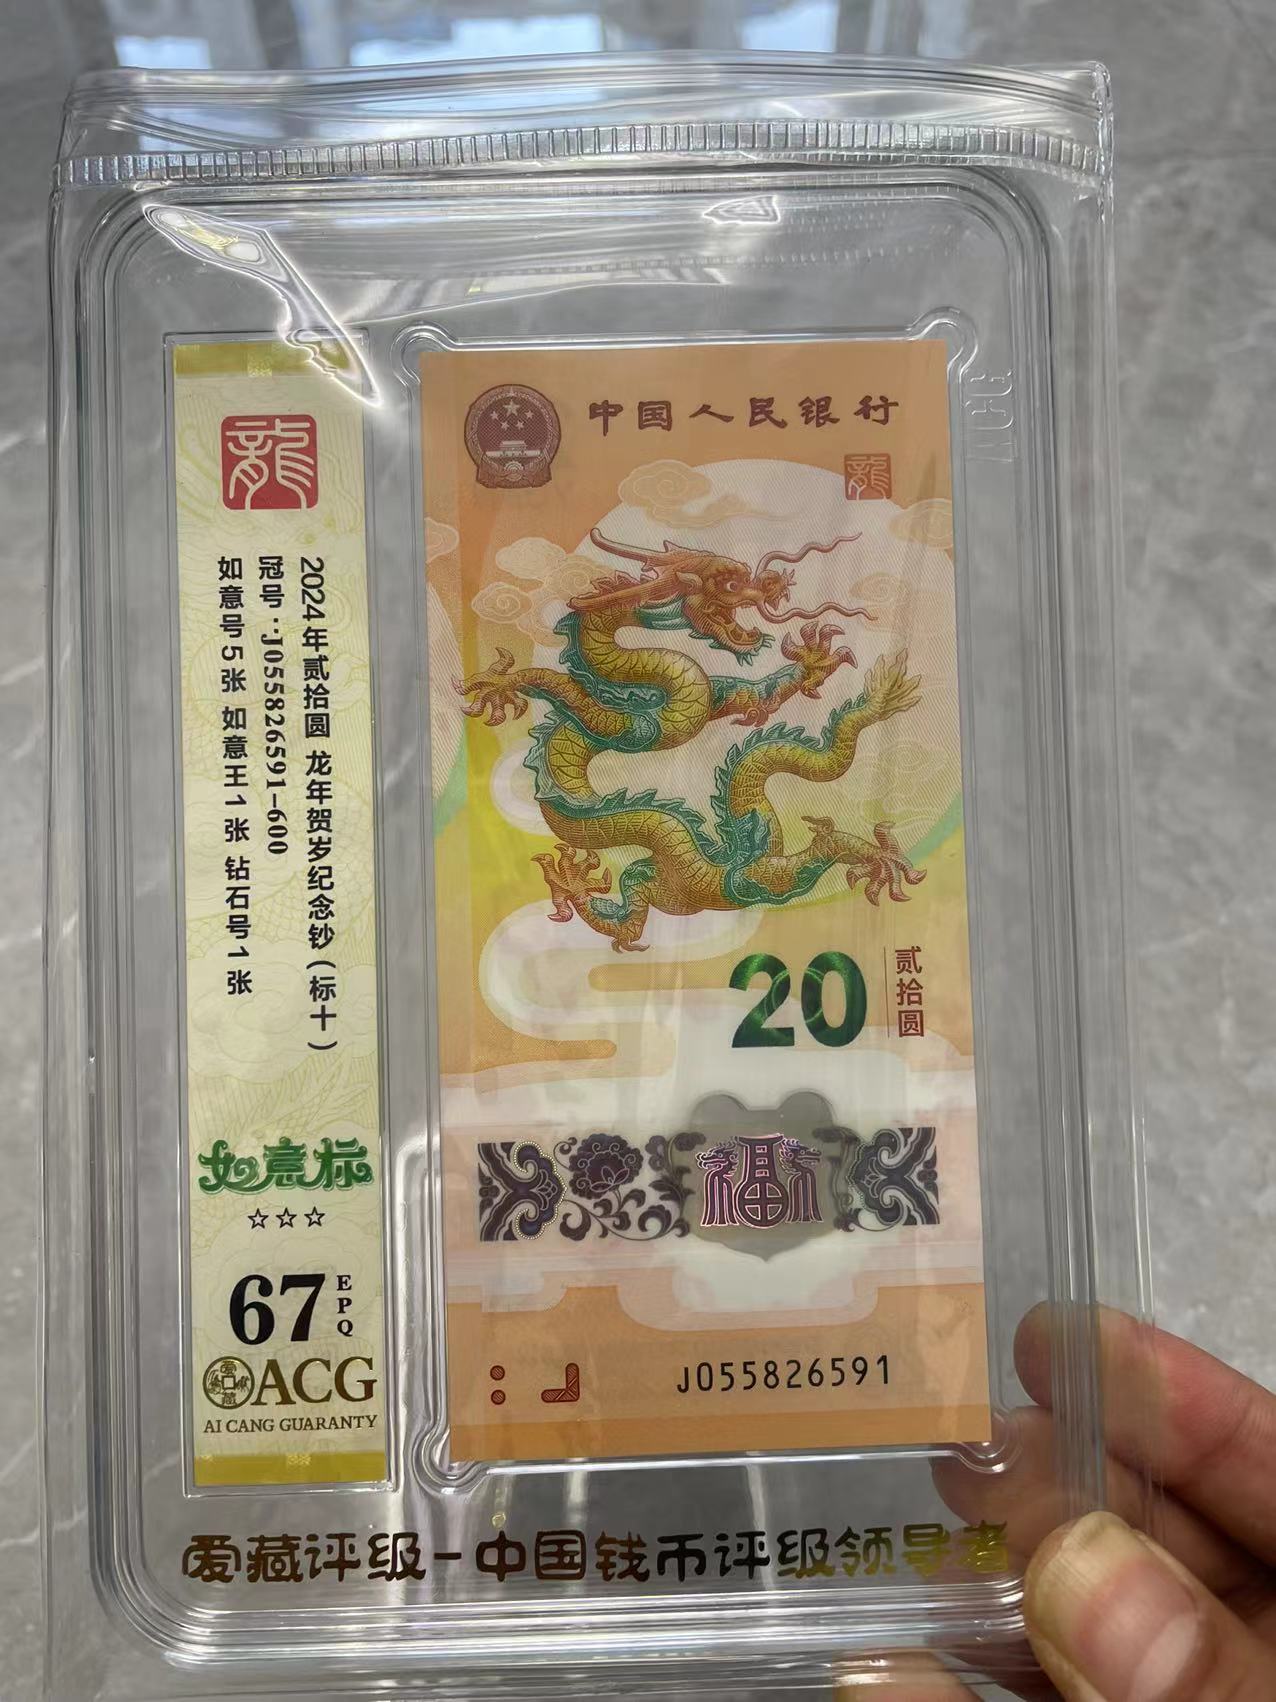 龍
2024年贰拾圆 龙年贺岁纪念钞(标十)
冠号:J055826591-600
如意号5张 如意王1张 钻石号1张
如意标
☆☆☆
67
EPQ
爱藏
ACG
AI CANG GUARANTY
中国人民银行
龍
20
贰拾圆
福
J055826591
ACG
爱藏评级-中国钱币评级领导者